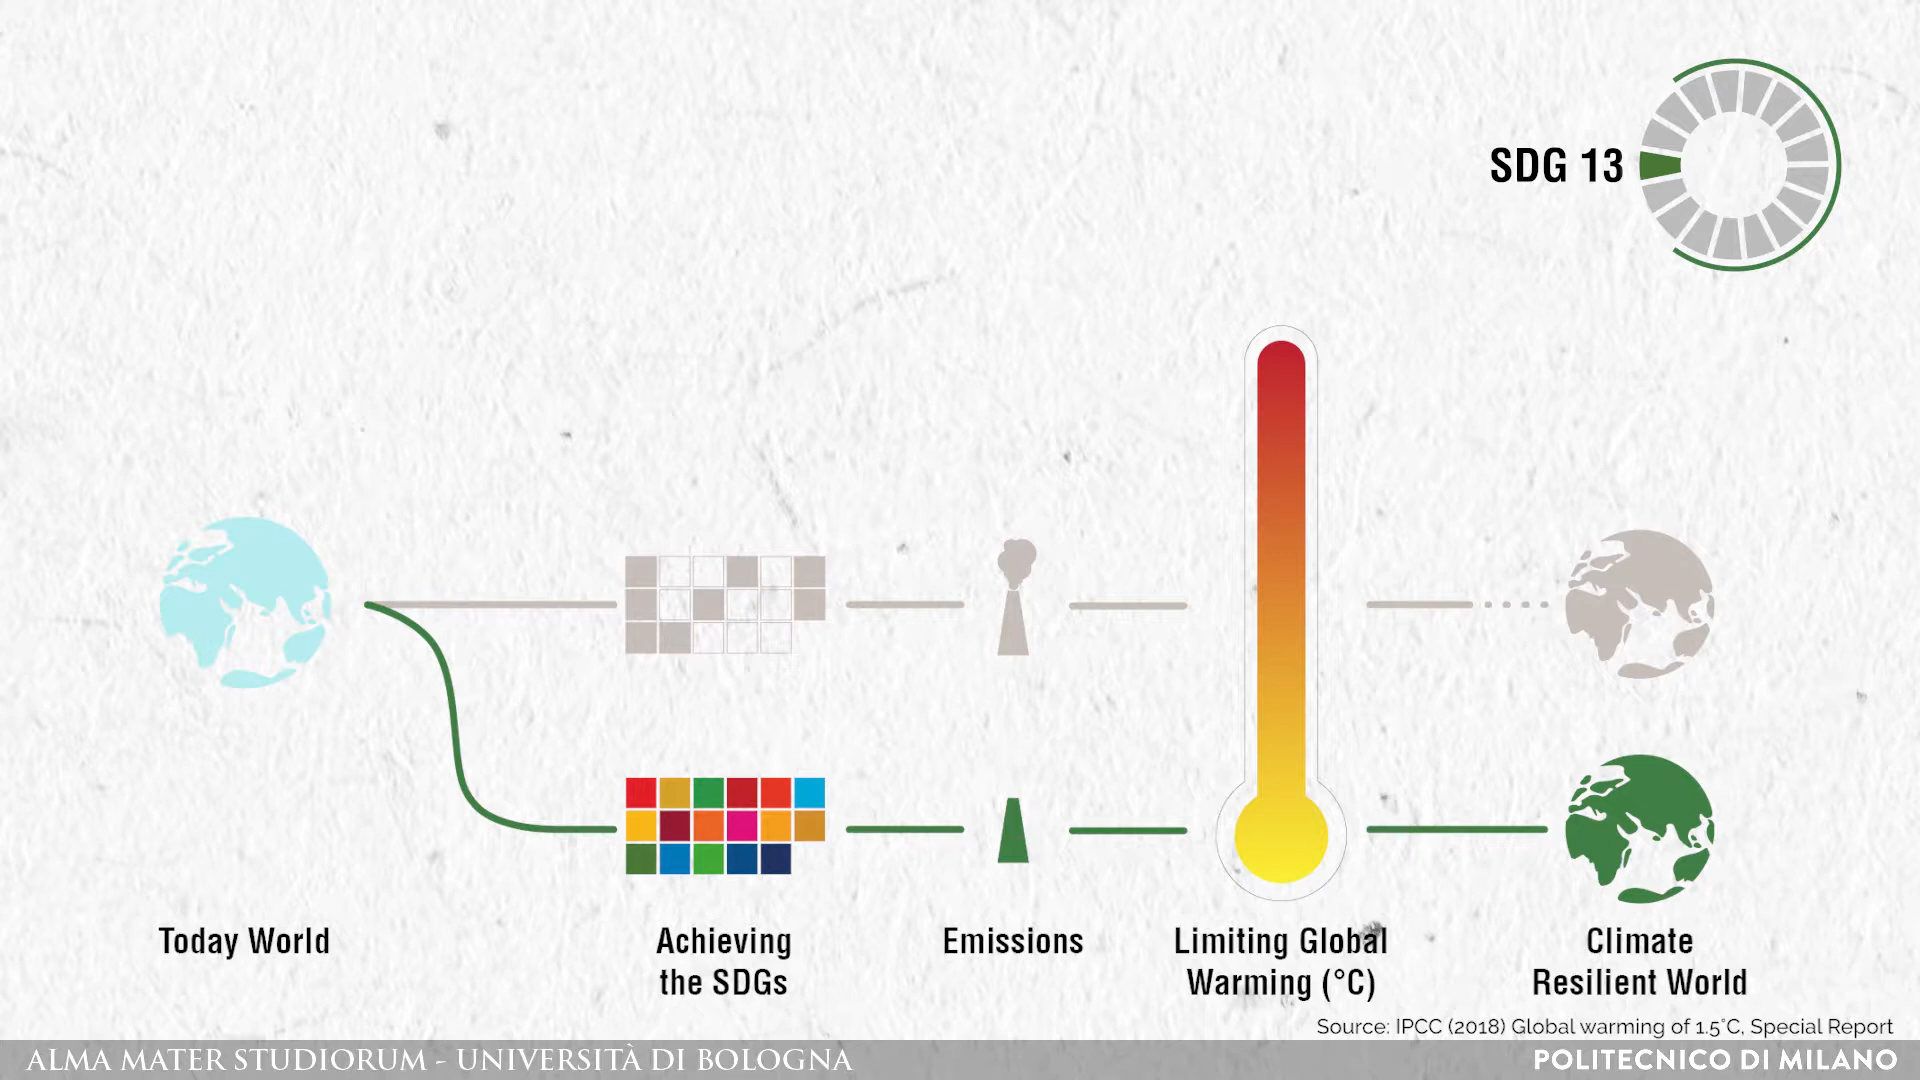 SDG 13
Today World
Achieving
the SDGs
Emissions
Limiting Global
Warming (°C)
Climate
Resilient World
Source: IPCC (2018) Global warming of 1.5°C, Special Report
ALMA MATER STUDIORUM - UNIVERSITÀ DI BOLOGNA
POLITECNICO DI MILANO